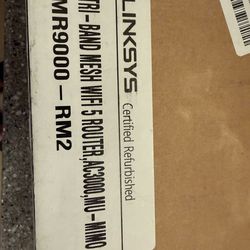 LINKSYS
Certified Refurbished
TRI-BAND MESH WIFI 5 ROUTER,AC3000,MU-MIMO
MR9000-RM2